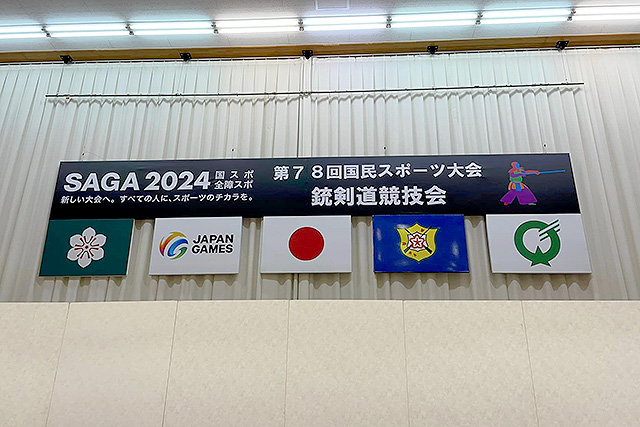 SAGA 2024 国スポ 全障スポ
新しい大会へ。すべての人に、スポーツのチカラを。
第78回国民スポーツ大会
銃剣道競技会
JAPAN
GAMES